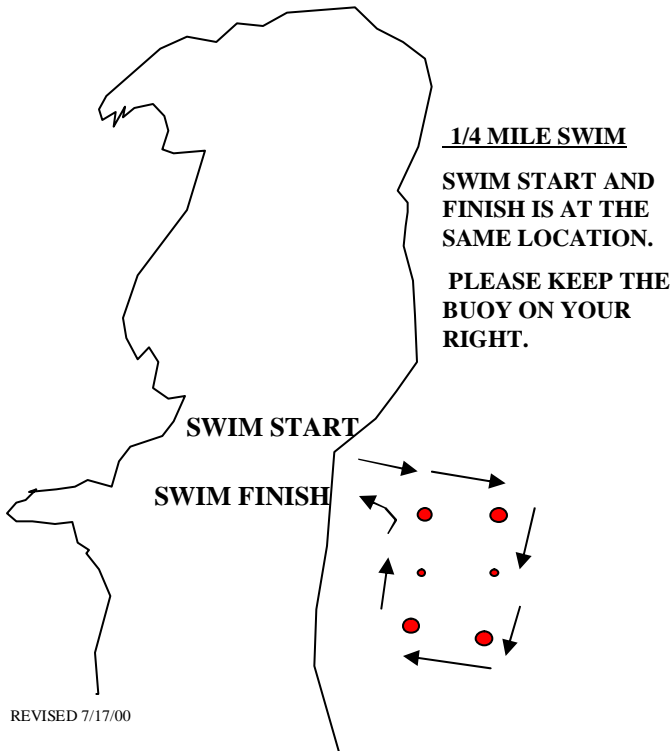 1/4 MILE SWIM
SWIM START AND
FINISH IS AT THE
SAME LOCATION.
PLEASE KEEP THE
BUOY ON YOUR
RIGHT.
SWIM START
SWIM FINISH
REVISED 7/17/00